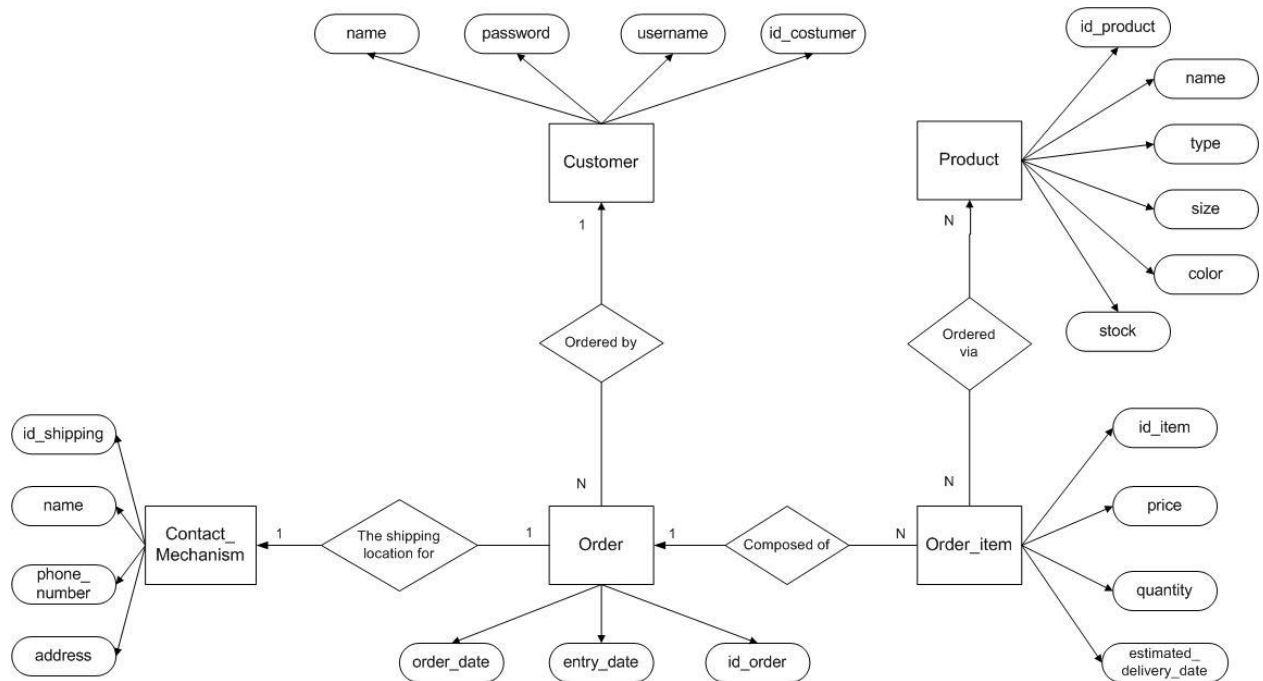 name
password
username
id_costumer
id_product
name
type
size
color
stock
Customer
Product
1
N
Ordered by
Ordered
via
N
N
id_shipping
name
phone_
number
address
Contact_
Mechanism
1
The shipping
location for
1
Order
1
Composed of
N
Order_item
id_item
price
quantity
estimated_
delivery_date
order_date
entry_date
id_order